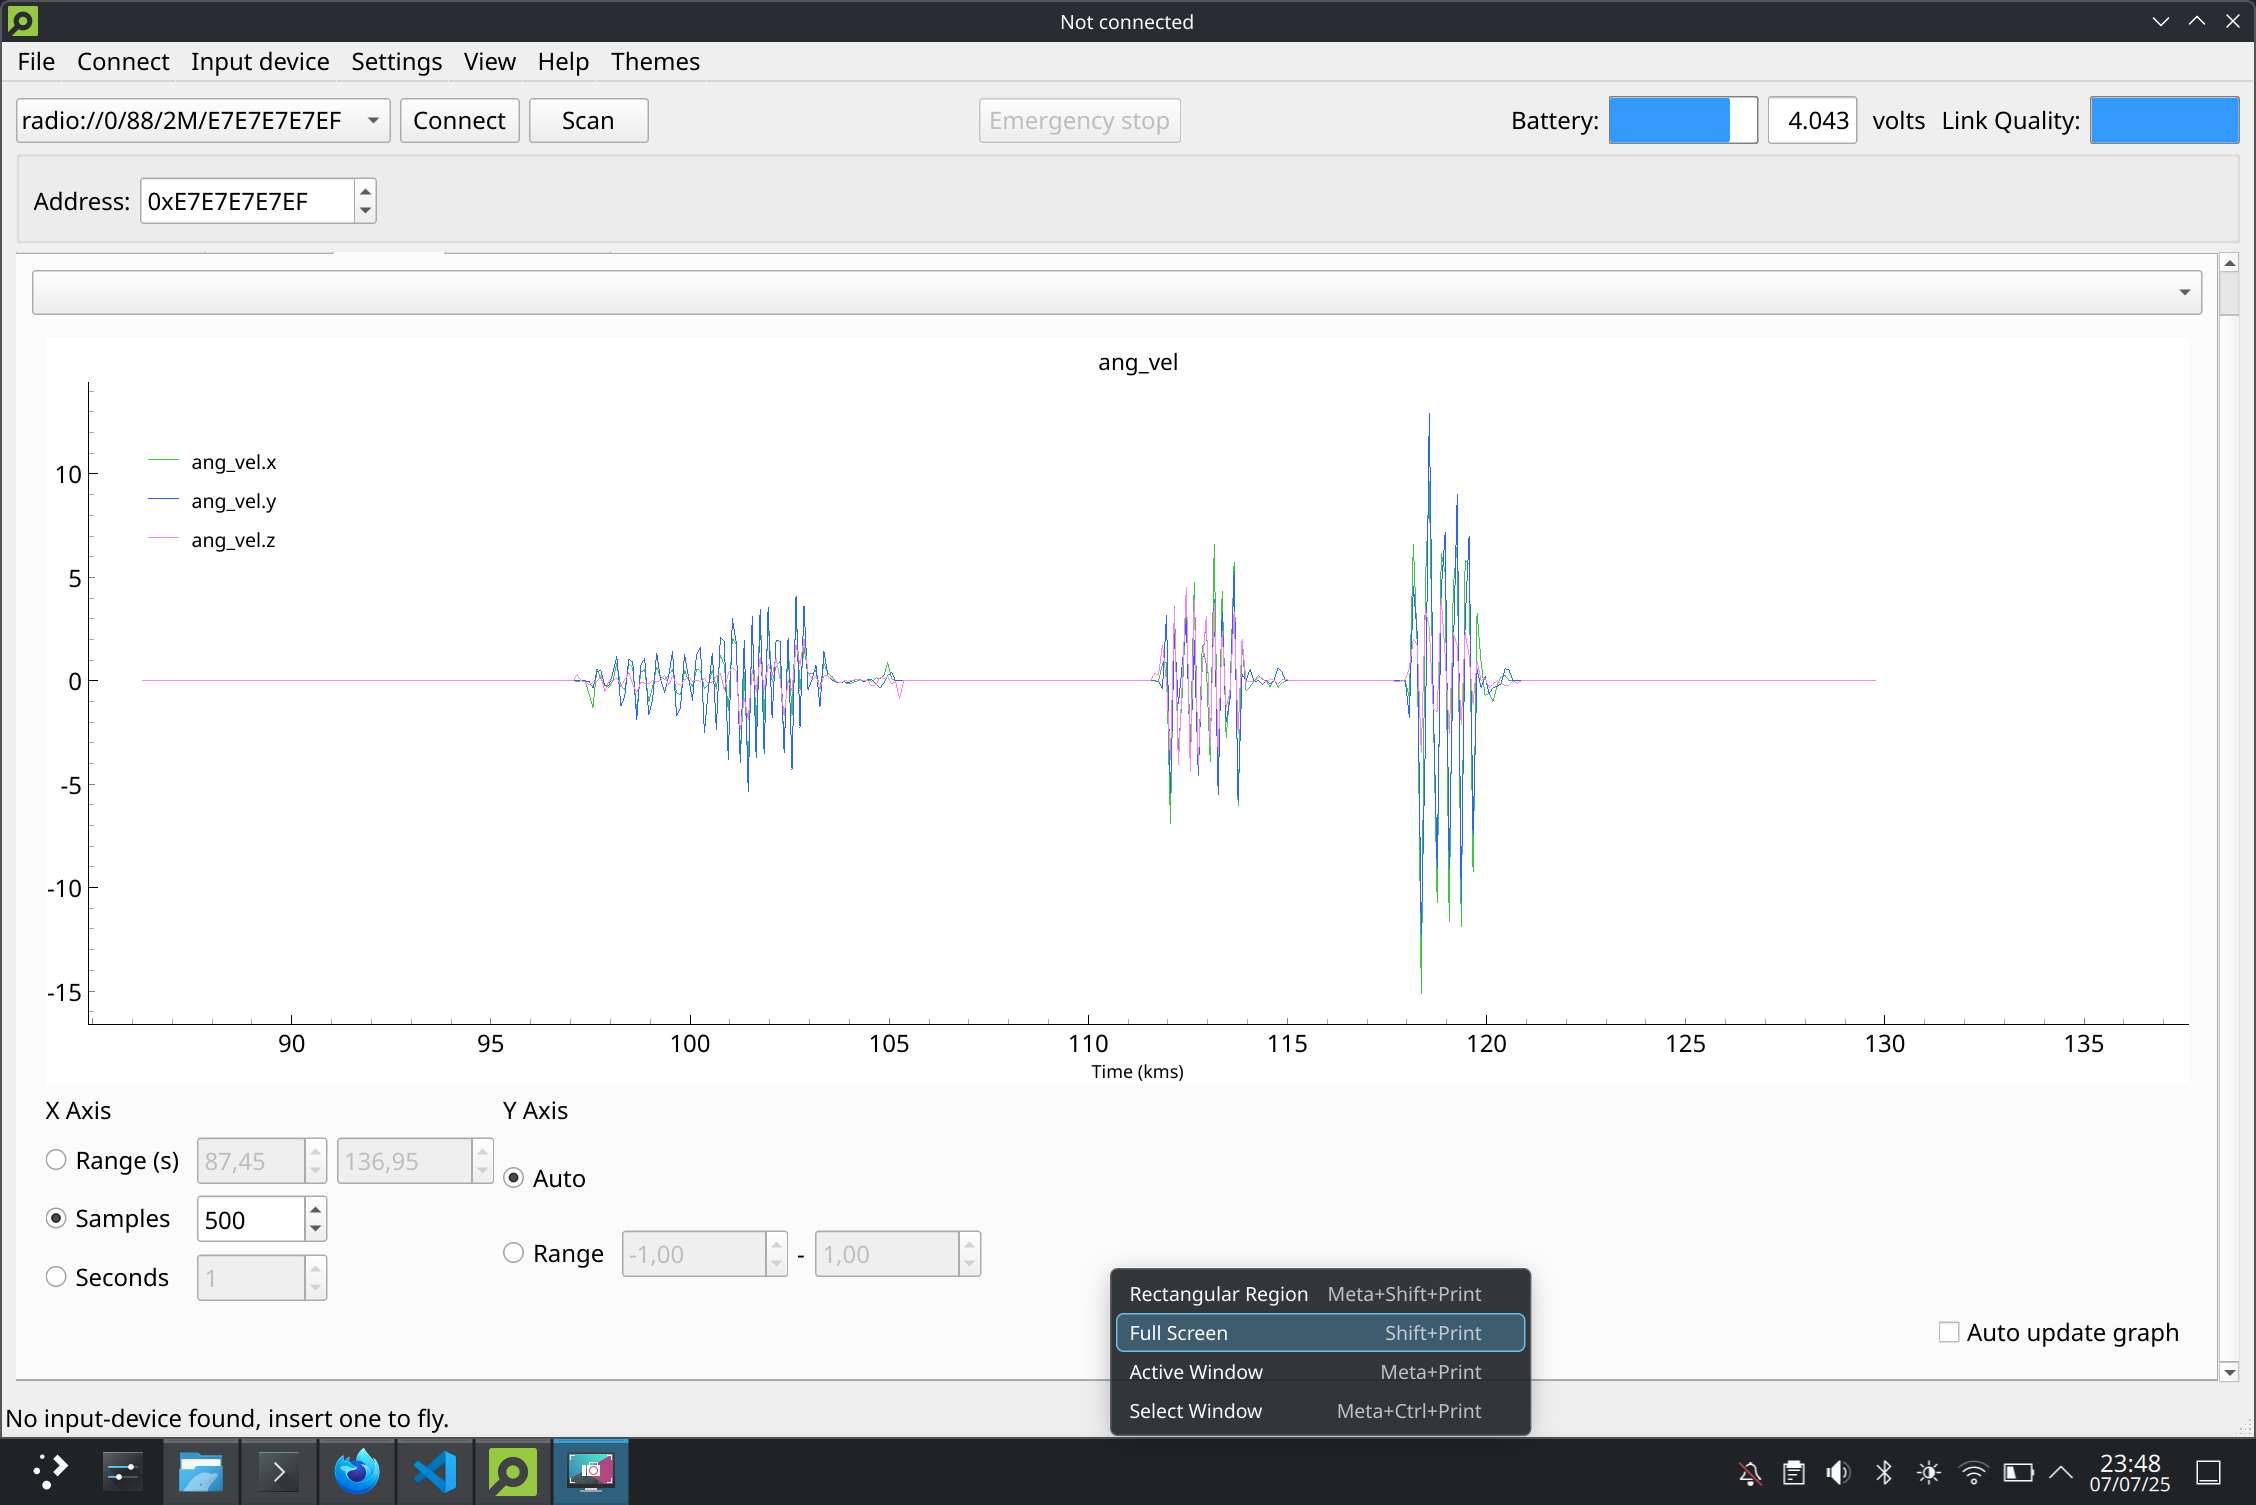 Not connected
File Connect Input device Settings View Help Themes
radio://0/88/2M/E7E7E7E7EF Connect Scan Emergency stop Battery: 4.043 volts Link Quality:
Address: 0xE7E7E7E7EF
ang_vel
ang_vel.x
ang_vel.y
ang_vel.z
10
5
0
-5
-10
-15
90 95 100 105 110 115 120 125 130 135
Time (kms)
X Axis Y Axis
Range (s) 87,45 136,95
Auto
Samples 500
Range -1,00 - 1,00
Seconds 1
Rectangular Region Meta+Shift+Print
Full Screen Shift+Print
Active Window Meta+Print
Select Window Meta+Ctrl+Print
Auto update graph
No input-device found, insert one to fly.
23:48
07/07/25